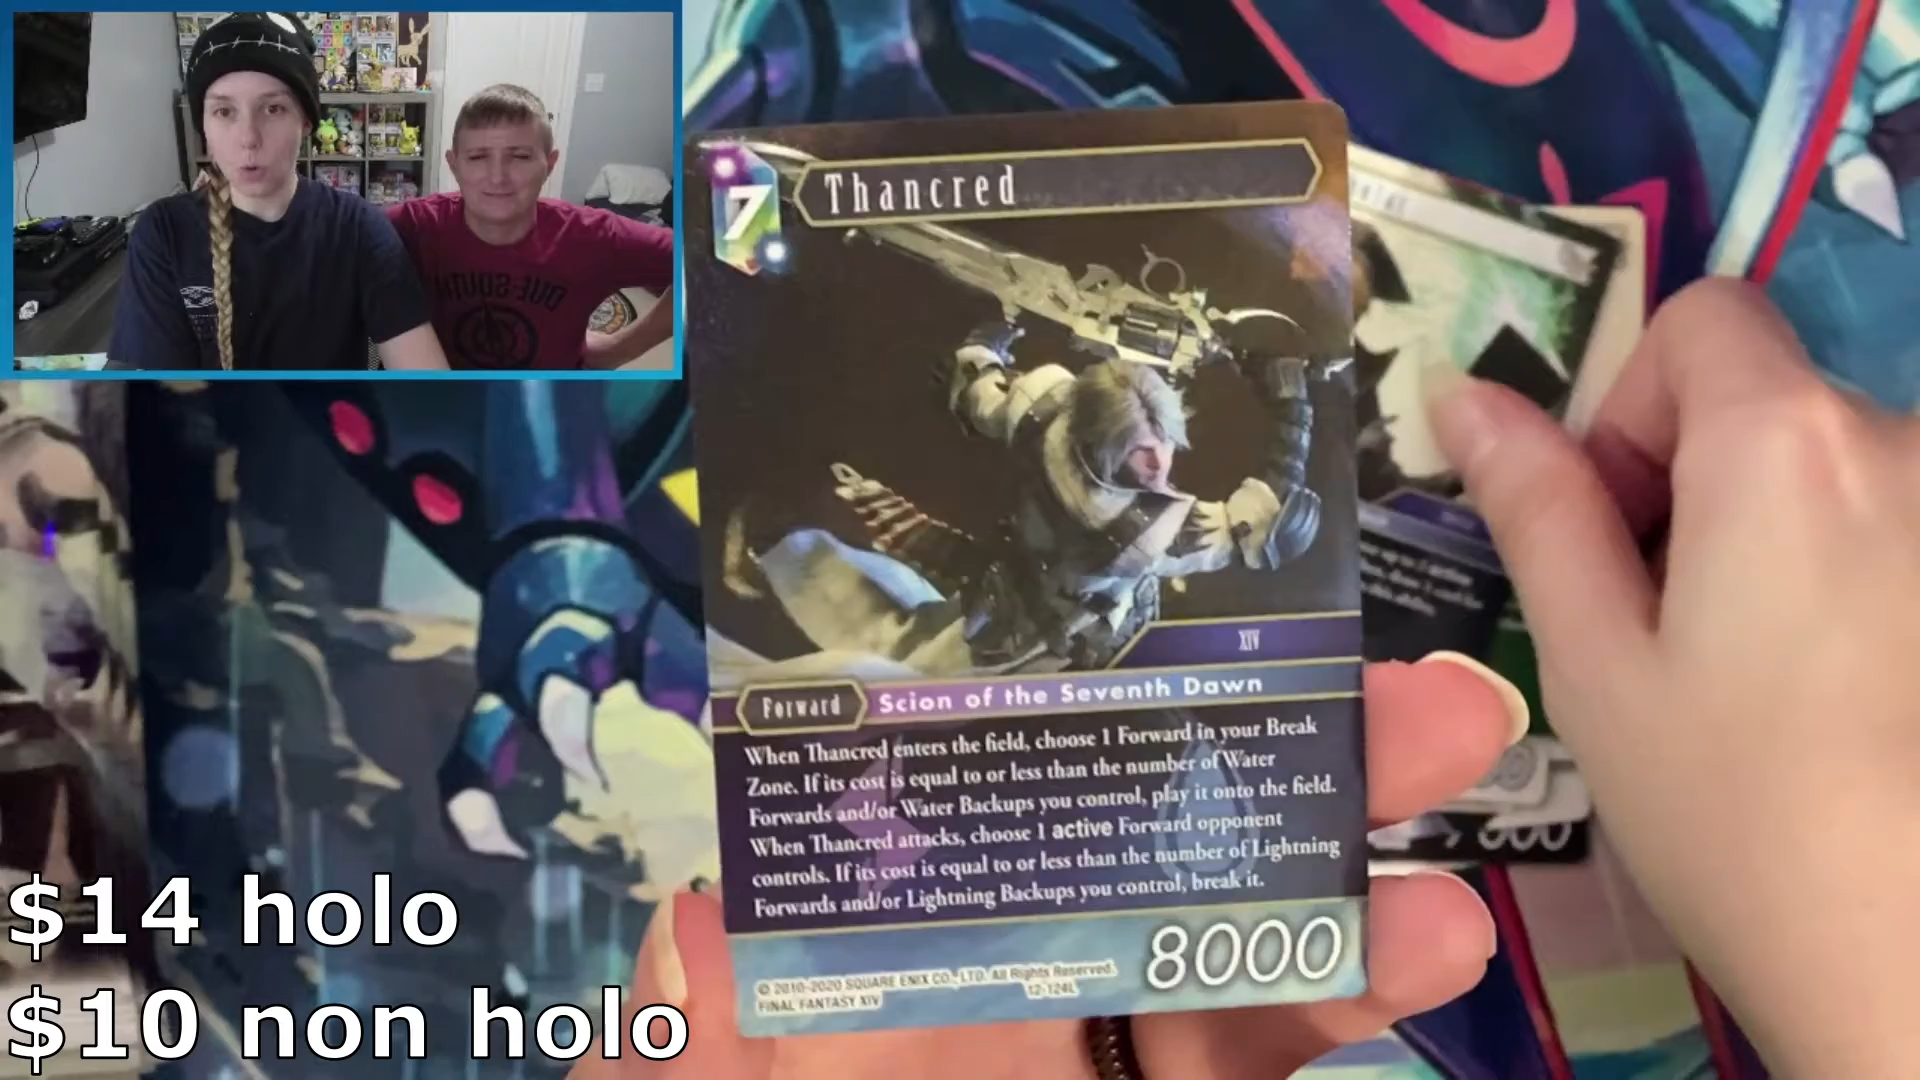 7
Thancred
XIV
Forward
Scion of the Seventh Dawn
When Thancred enters the field, choose 1 Forward in your Break
Zone. If its cost is equal to or less than the number of Water
Forwards and/or Water Backups you control, play it onto the field.
When Thancred attacks, choose 1 active Forward opponent
controls. If its cost is equal to or less than the number of Lightning
Forwards and/or Lightning Backups you control, break it.
8000
© 2010-2020 SQUARE ENIX CO., LTD. All Rights Reserved.
FINAL FANTASY XIV
12-124L
$14 holo
$10 non holo